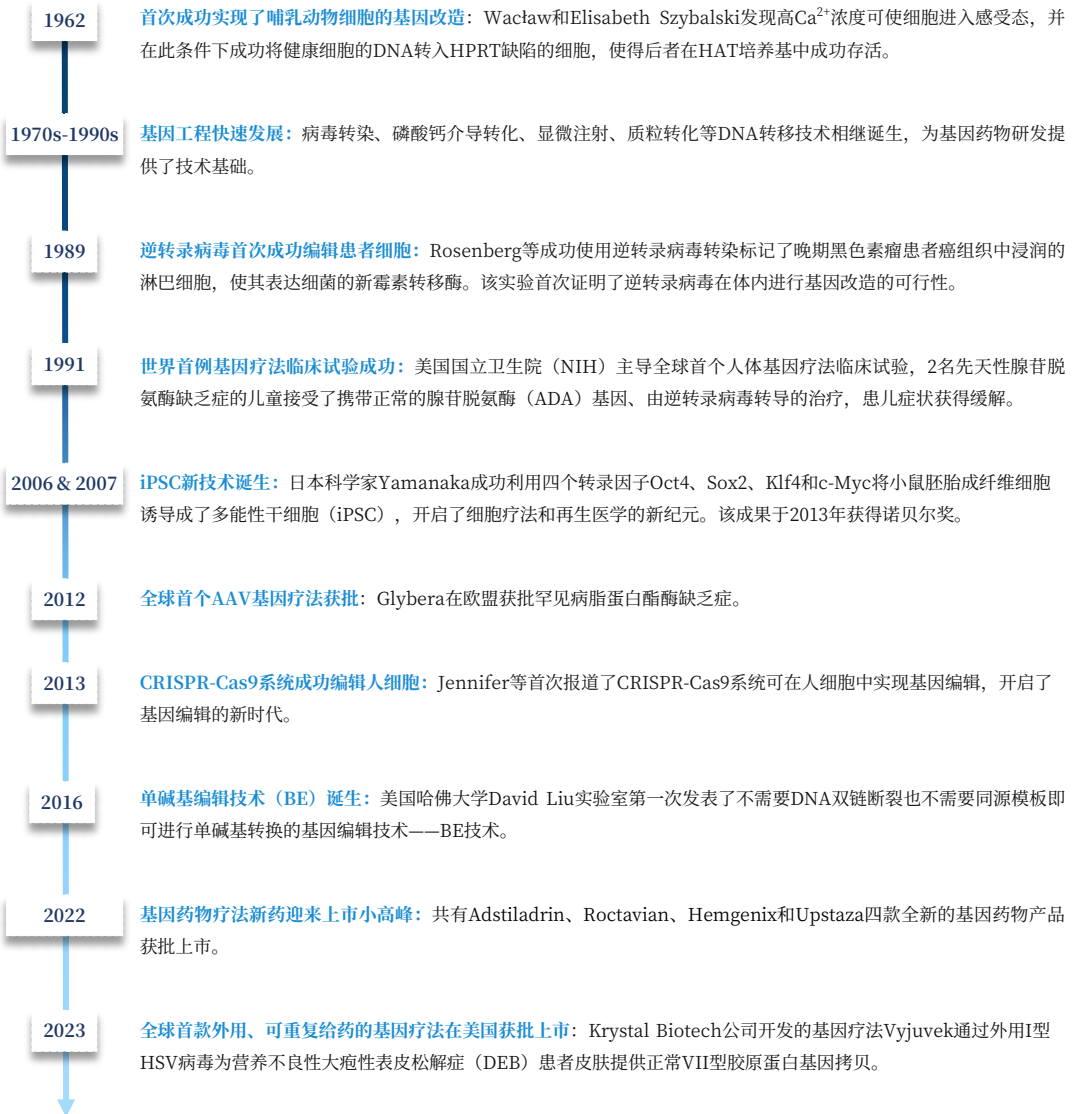 1962
首次成功实现了哺乳动物细胞的基因改造：Wacław和Elisabeth Szybalski发现高Ca²⁺浓度可使细胞进入感受态，并
在此条件下成功将健康细胞的DNA转入HPRT缺陷的细胞，使得后者在HAT培养基中成功存活。
1970s-1990s
基因工程快速发展：病毒转染、磷酸钙介导转化、显微注射、质粒转化等DNA转移技术相继诞生，为基因药物研发提
供了技术基础。
1989
逆转录病毒首次成功编辑患者细胞：Rosenberg等成功使用逆转录病毒转染标记了晚期黑色素瘤患者癌组织中浸润的
淋巴细胞，使其表达细菌的新霉素转移酶。该实验首次证明了逆转录病毒在体内进行基因改造的可行性。
1991
世界首例基因疗法临床试验成功：美国国立卫生院（NIH）主导全球首个人体基因疗法临床试验，2名先天性腺苷脱
氨酶缺乏症的儿童接受了携带正常的腺苷脱氨酶（ADA）基因、由逆转录病毒转导的治疗，患儿症状获得缓解。
2006 & 2007
iPSC新技术诞生：日本科学家Yamanaka成功利用四个转录因子Oct4、Sox2、Klf4和c-Myc将小鼠胚胎成纤维细胞
诱导成了多能性干细胞（iPSC），开启了细胞疗法和再生医学的新纪元。该成果于2013年获得诺贝尔奖。
2012
全球首个AAV基因疗法获批：Glybera在欧盟获批罕见病脂蛋白酯酶缺乏症。
2013
CRISPR-Cas9系统成功编辑人细胞：Jennifer等首次报道了CRISPR-Cas9系统可在人细胞中实现基因编辑，开启了
基因编辑的新时代。
2016
单碱基编辑技术（BE）诞生：美国哈佛大学David Liu实验室第一次发表了不需要DNA双链断裂也不需要同源模板即
可进行单碱基转换的基因编辑技术——BE技术。
2022
基因药物疗法新药迎来上市小高峰：共有Adstiladrin、Roctavian、Hemgenix和Upstaza四款全新的基因药物产品
获批上市。
2023
全球首款外用、可重复给药的基因疗法在美国获批上市：Krystal Biotech公司开发的基因疗法Vyjuvek通过外用I型
HSV病毒为营养不良性大疱性表皮松解症（DEB）患者皮肤提供正常VII型胶原蛋白基因拷贝。